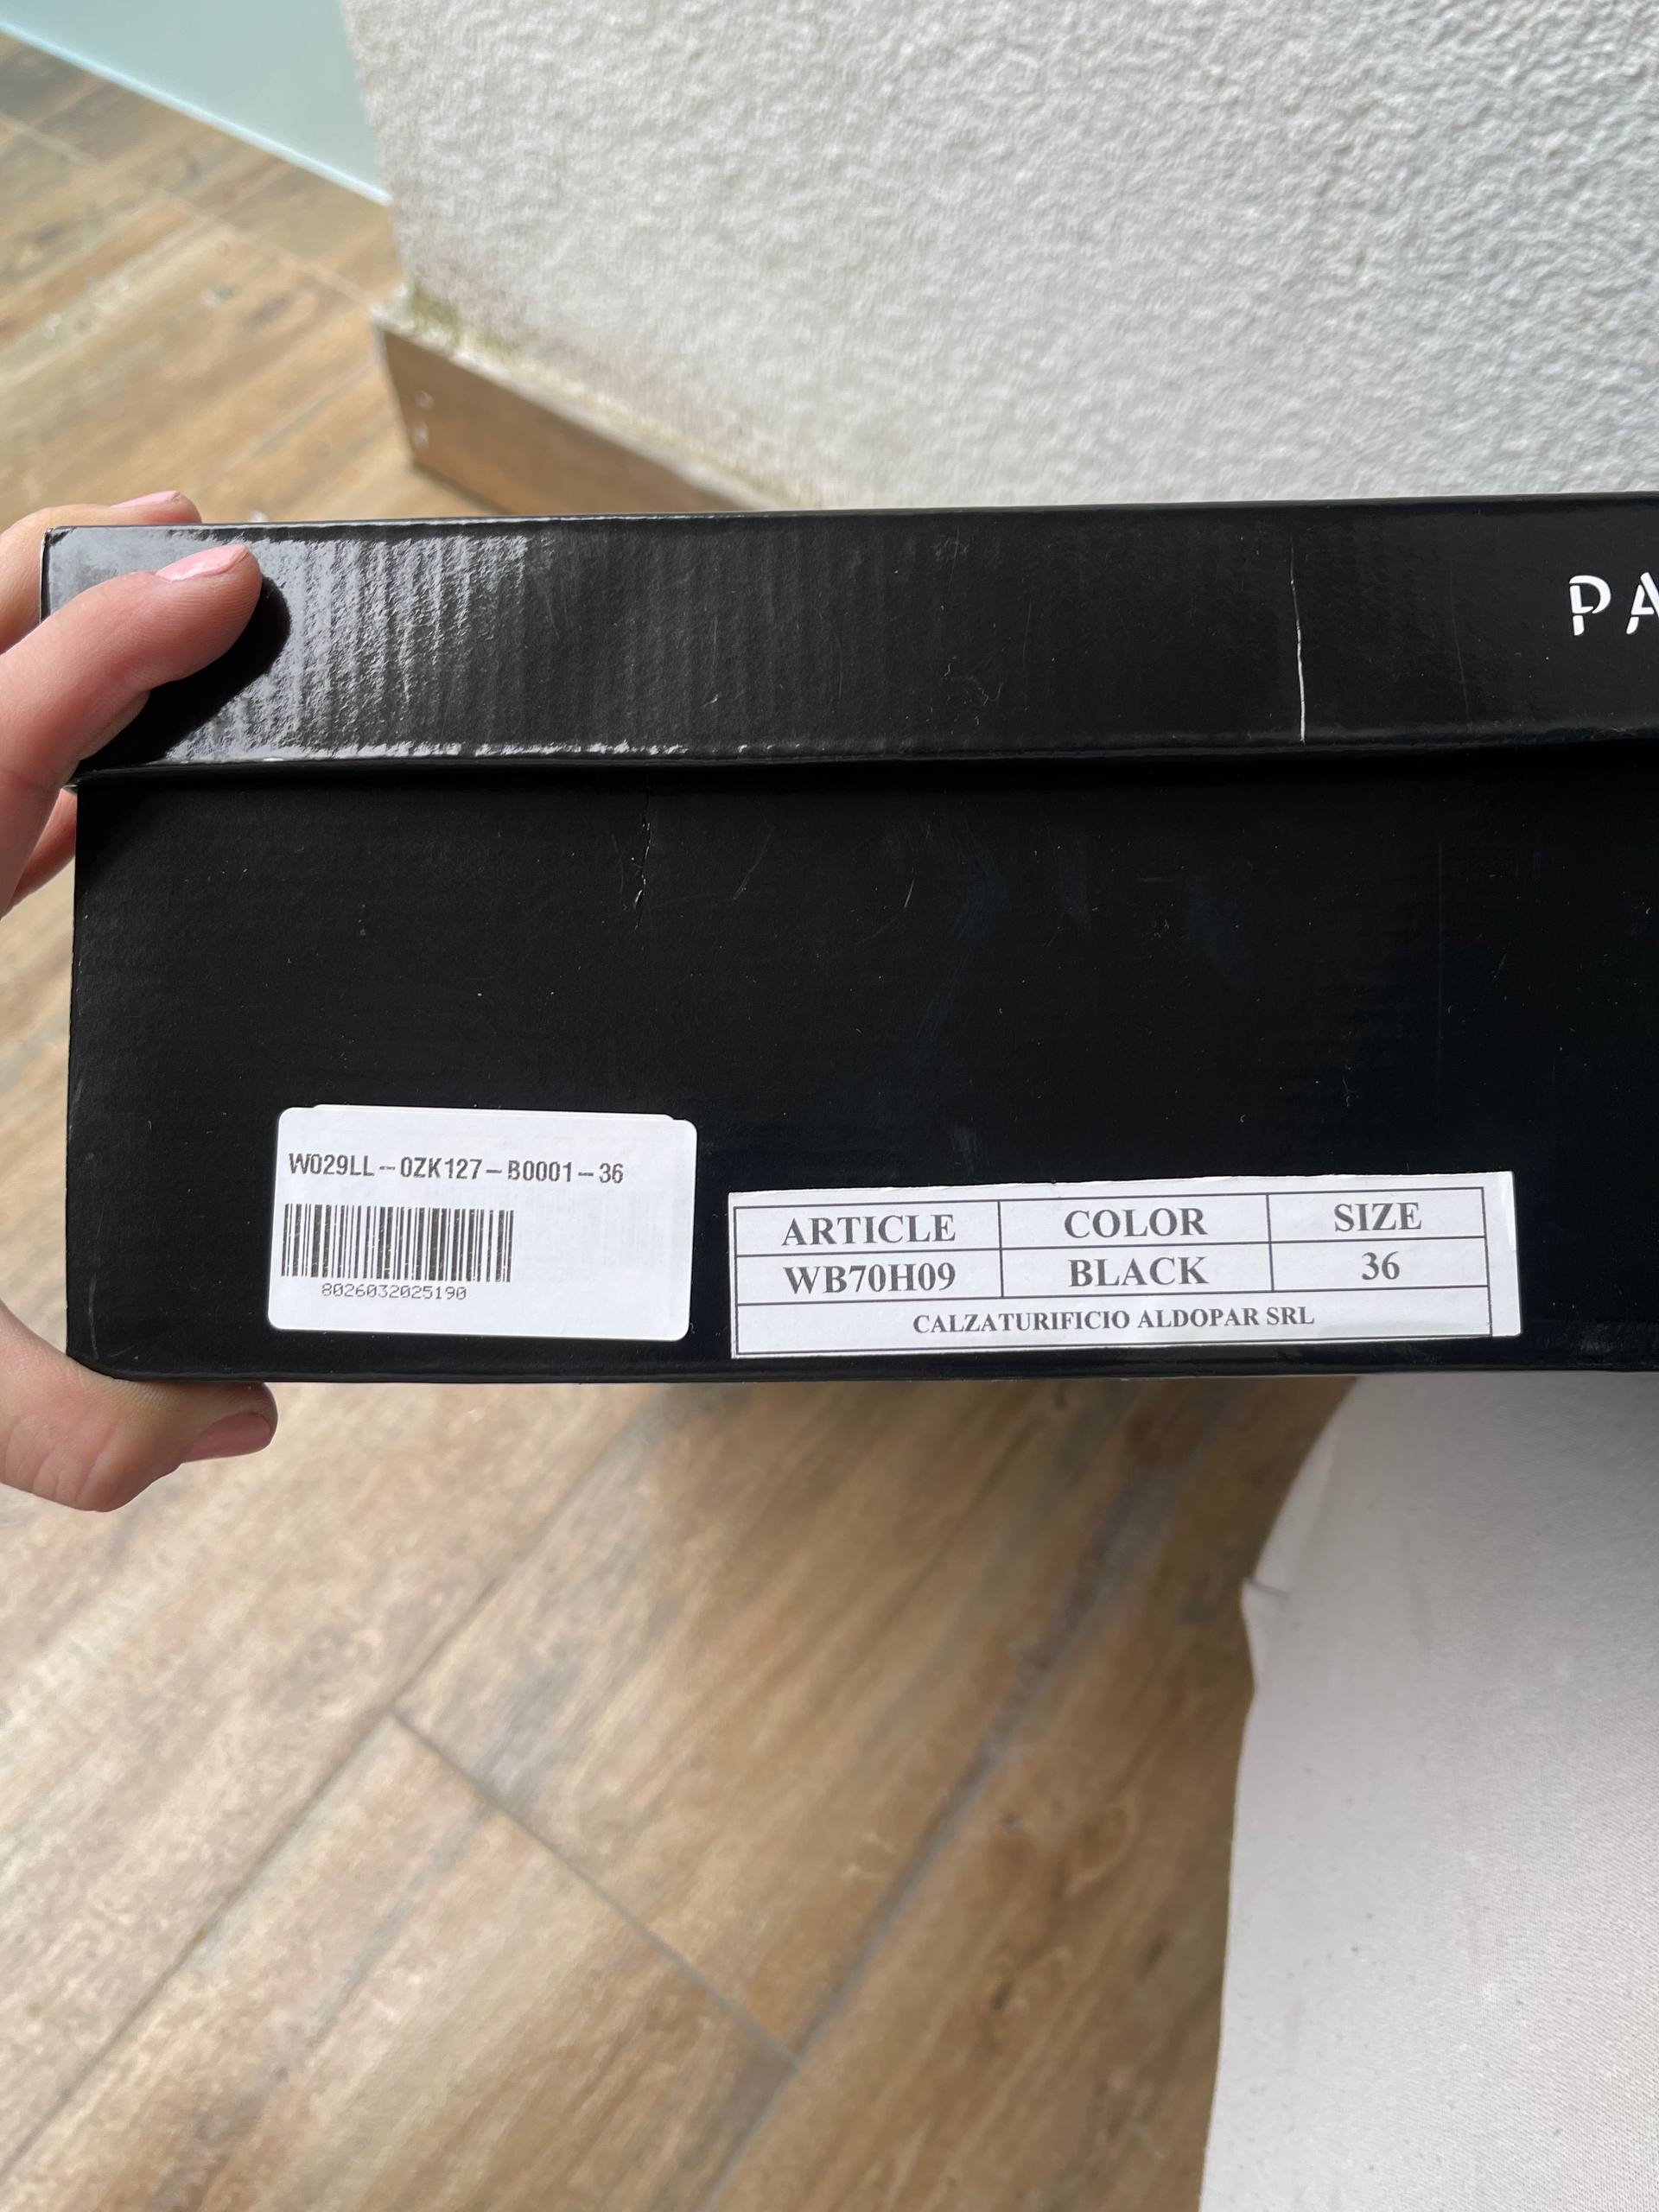 PA
W029LL--0ZK127-B0001-36
8026032025190
ARTICLE COLOR SIZE
WB70H09 BLACK 36
CALZATURIFICIO ALDOPAR SRL